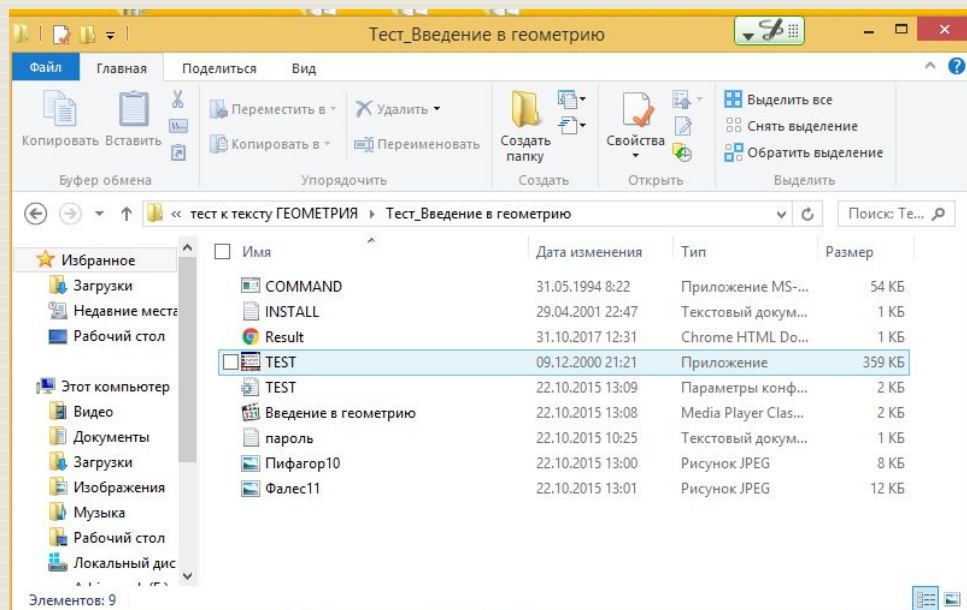 Тест_Введение в геометрию
Файл Главная Поделиться Вид
Копировать Вставить
Переместить в Удалить
Копировать в Переименовать
Создать папку
Свойства
Выделить все
Снять выделение
Обратить выделение
Буфер обмена Упорядочить Создать Открыть Выделить
« тест к тексту ГЕОМЕТРИЯ Тест_Введение в геометрию Поиск: Те...
Имя Дата изменения Тип Размер
COMMAND 31.05.1994 8:22 Приложение MS-... 54 КБ
INSTALL 29.04.2001 22:47 Текстовый докум... 1 КБ
Result 31.10.2017 12:31 Chrome HTML Do... 1 КБ
TEST 09.12.2000 21:21 Приложение 359 КБ
TEST 22.10.2015 13:09 Параметры конф... 2 КБ
Введение в геометрию 22.10.2015 13:08 Media Player Clas... 2 КБ
пароль 22.10.2015 10:25 Текстовый докум... 1 КБ
Пифагор10 22.10.2015 13:00 Рисунок JPEG 8 КБ
Фалес11 22.10.2015 13:01 Рисунок JPEG 12 КБ
Избранное
Загрузки
Недавние места
Рабочий стол
Этот компьютер
Видео
Документы
Загрузки
Изображения
Музыка
Рабочий стол
Локальный дис
Элементов: 9